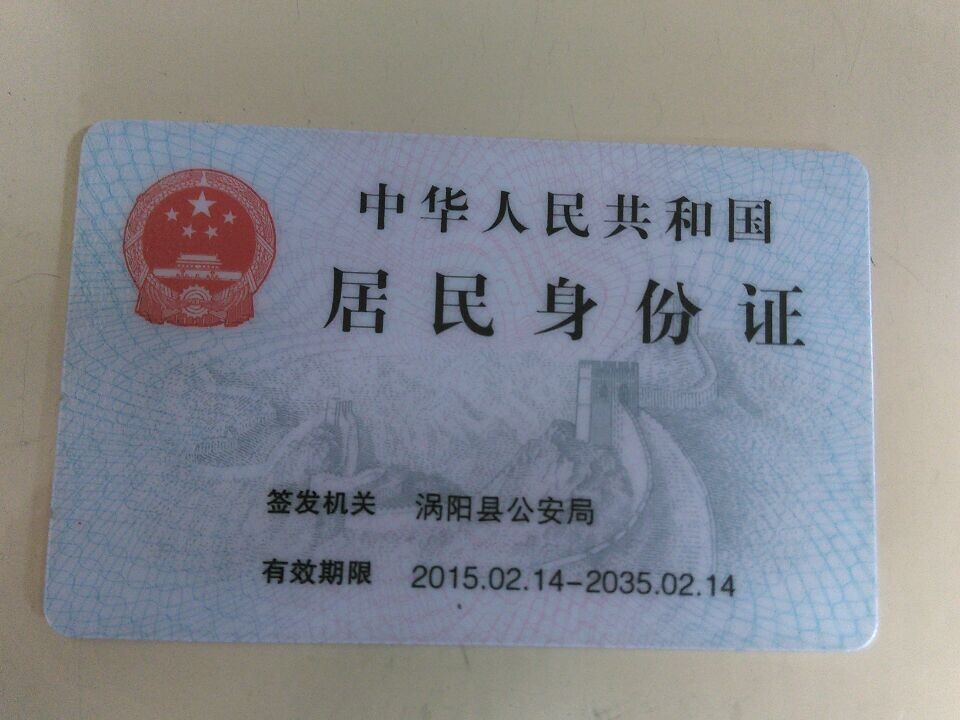 中华人民共和国
居民身份证
签发机关 涡阳县公安局
有效期限 2015.02.14-2035.02.14